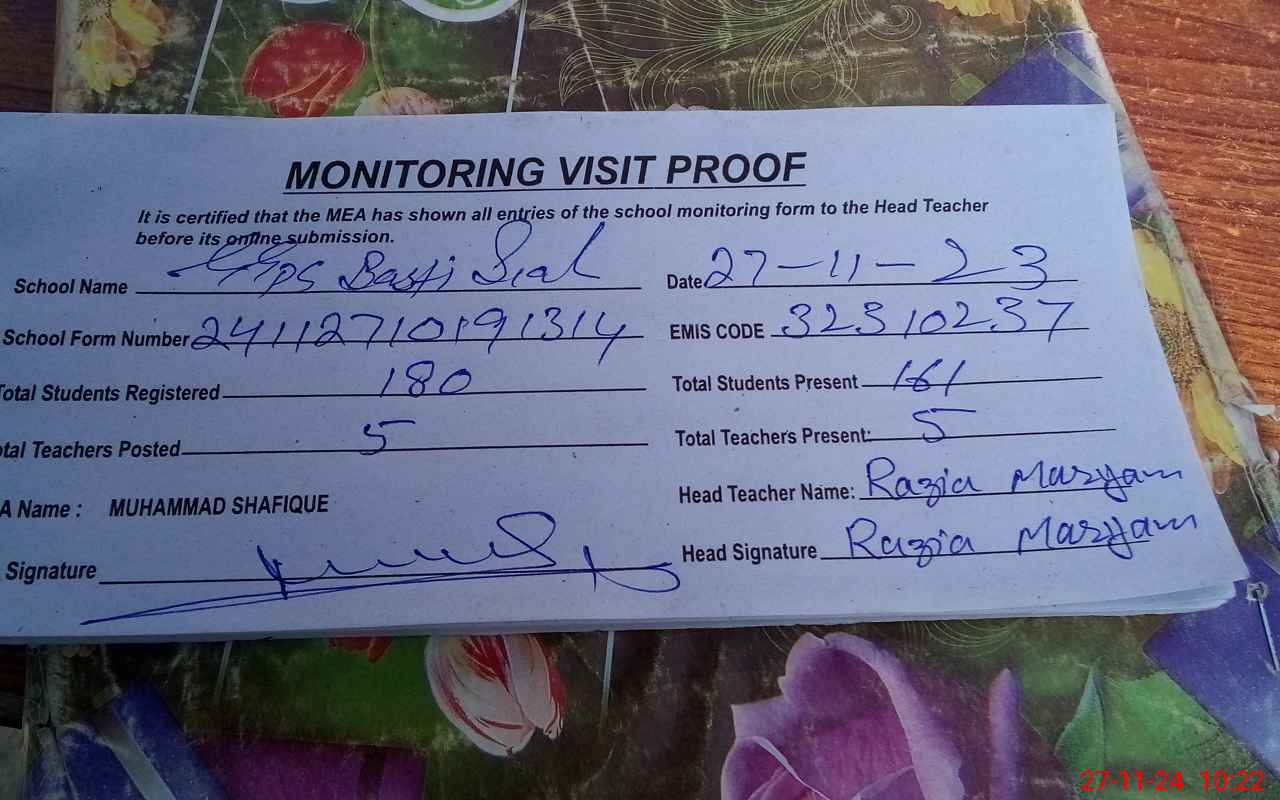 MONITORING VISIT PROOF
It is certified that the MEA has shown all entries of the school monitoring form to the Head Teacher
before its online submission.
School Name GGPS Basti Sial Date 27-11-23
School Form Number 24112710191314 EMIS CODE 32310237
Total Students Registered 180 Total Students Present 161
otal Teachers Posted 5 Total Teachers Present: 5
A Name : MUHAMMAD SHAFIQUE Head Teacher Name: Razia Maryam
Signature Head Signature Razia Maryam
27-11-24 10:22